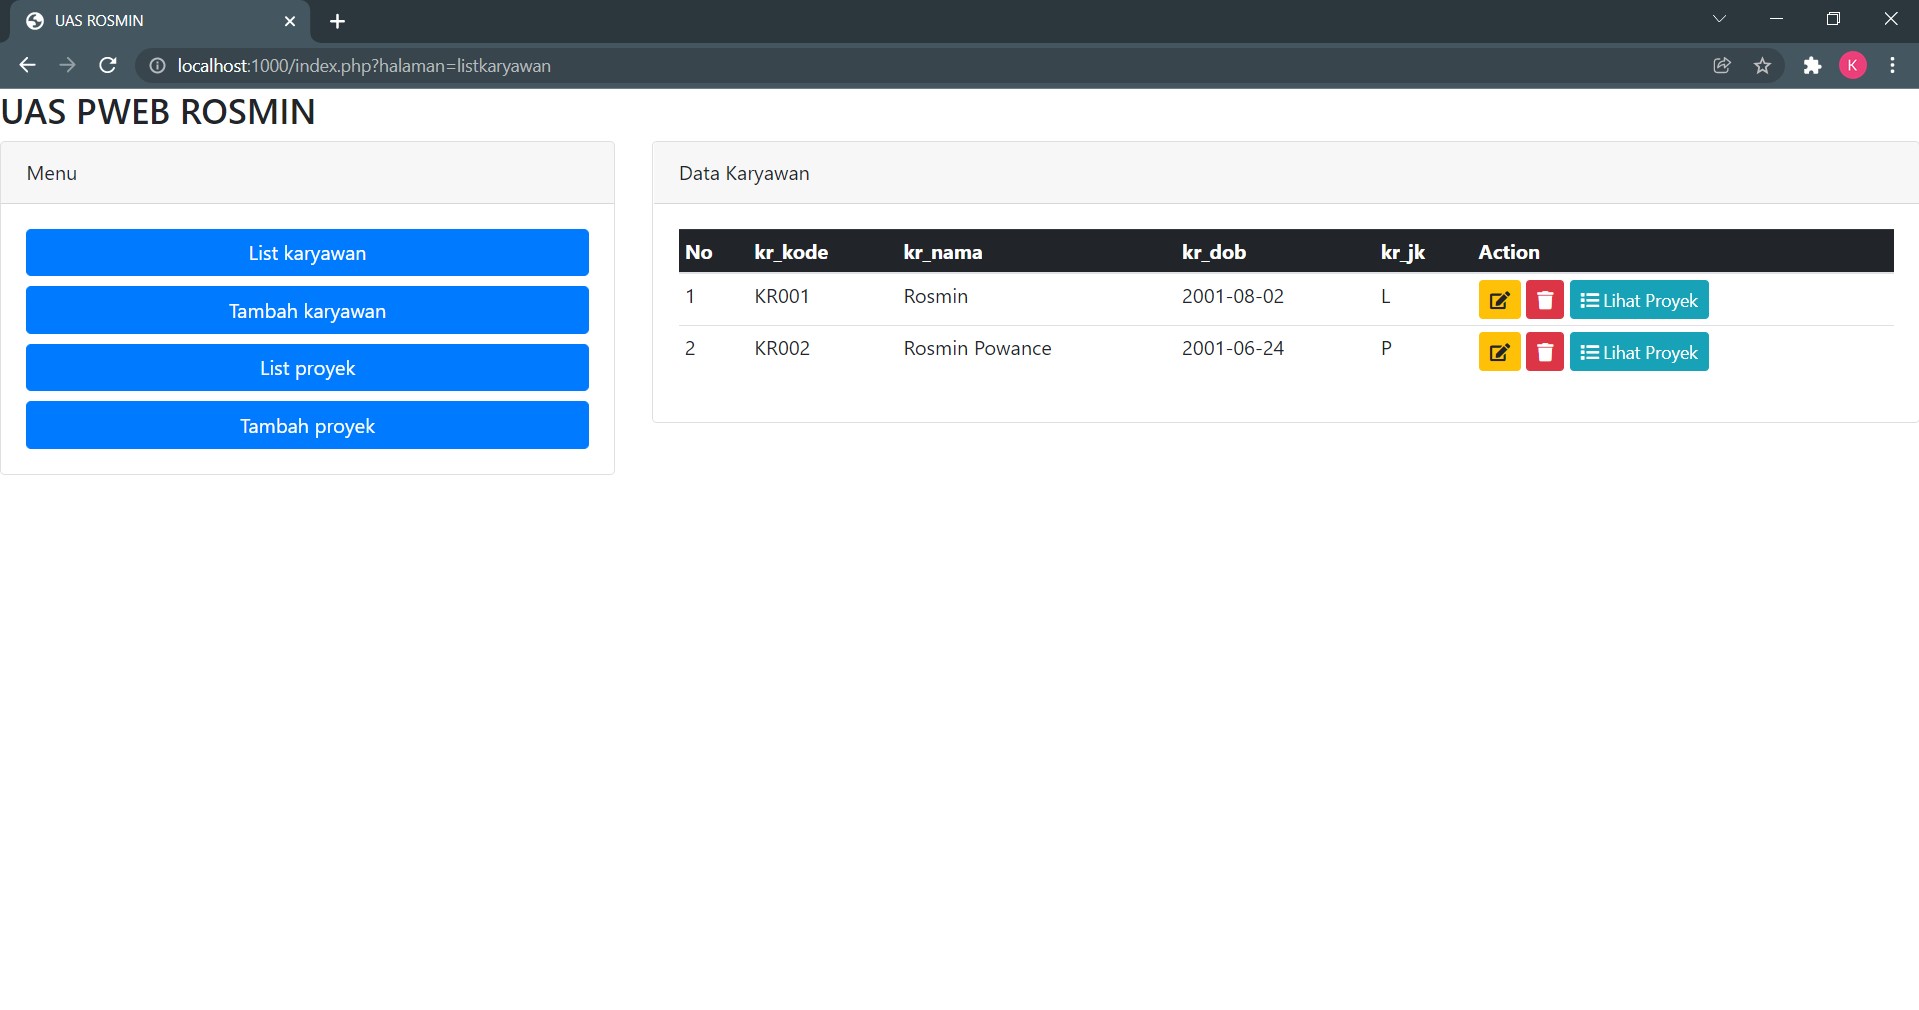 UAS ROSMIN
localhost:1000/index.php?halaman=listkaryawan
K
UAS PWEB ROSMIN
Menu
List karyawan
Tambah karyawan
List proyek
Tambah proyek
Data Karyawan
No kr_kode kr_nama kr_dob kr_jk Action
1 KR001 Rosmin 2001-08-02 L Lihat Proyek
2 KR002 Rosmin Powance 2001-06-24 P Lihat Proyek